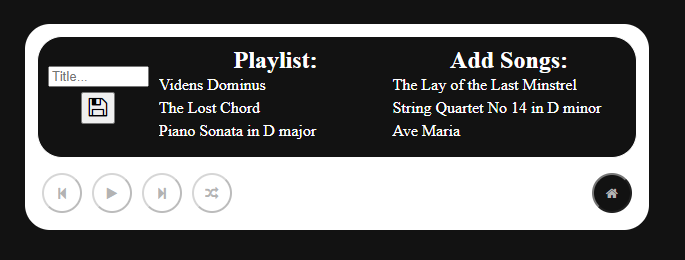 Title...
Playlist:
Videns Dominus
The Lost Chord
Piano Sonata in D major
Add Songs:
The Lay of the Last Minstrel
String Quartet No 14 in D minor
Ave Maria